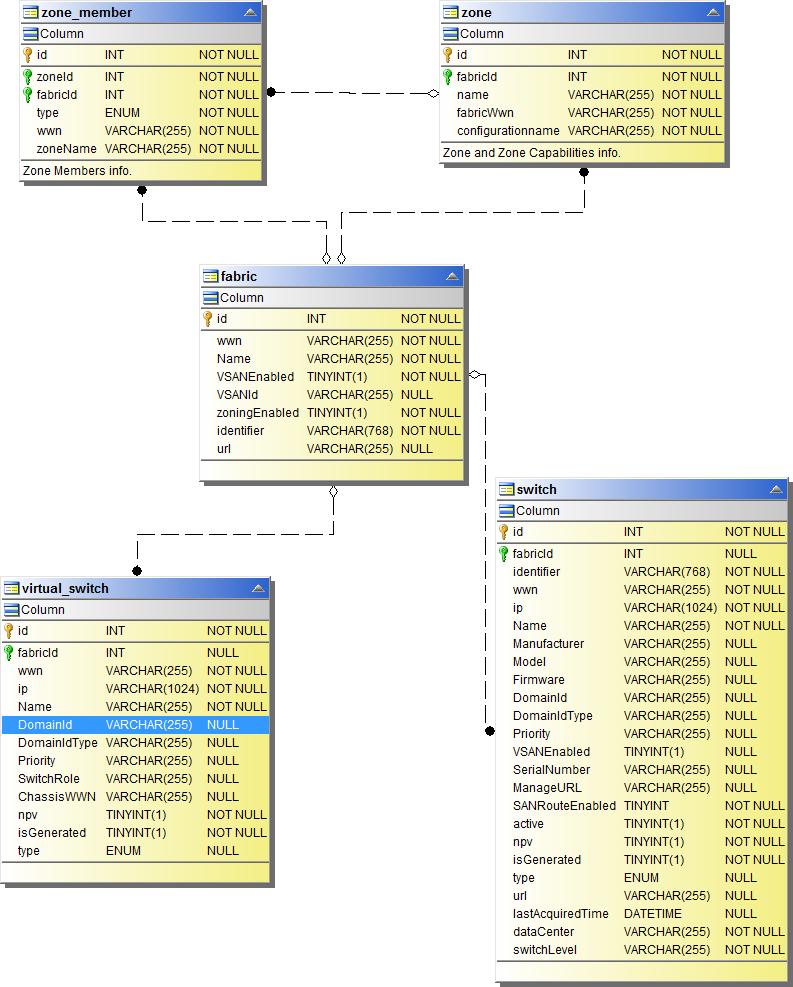 zone_member
Column
id INT NOT NULL
zoneId INT NOT NULL
fabricId INT NOT NULL
type ENUM NOT NULL
wwn VARCHAR(255) NOT NULL
zoneName VARCHAR(255) NOT NULL
Zone Members info.
zone
Column
id INT NOT NULL
fabricId INT NOT NULL
name VARCHAR(255) NOT NULL
fabricWwn VARCHAR(255) NOT NULL
configurationname VARCHAR(255) NOT NULL
Zone and Zone Capabilities info.
fabric
Column
id INT NOT NULL
wwn VARCHAR(255) NOT NULL
Name VARCHAR(255) NOT NULL
VSANEnabled TINYINT(1) NOT NULL
VSANId VARCHAR(255) NULL
zoningEnabled TINYINT(1) NOT NULL
identifier VARCHAR(768) NOT NULL
url VARCHAR(255) NULL
virtual_switch
Column
id INT NOT NULL
fabricId INT NULL
wwn VARCHAR(255) NOT NULL
ip VARCHAR(1024) NOT NULL
Name VARCHAR(255) NOT NULL
DomainId VARCHAR(255) NULL
DomainIdType VARCHAR(255) NULL
Priority VARCHAR(255) NULL
SwitchRole VARCHAR(255) NULL
ChassisWWN VARCHAR(255) NULL
npv TINYINT(1) NOT NULL
isGenerated TINYINT(1) NOT NULL
type ENUM NULL
switch
Column
id INT NOT NULL
fabricId INT NULL
identifier VARCHAR(768) NOT NULL
wwn VARCHAR(255) NOT NULL
ip VARCHAR(1024) NOT NULL
Name VARCHAR(255) NOT NULL
Manufacturer VARCHAR(255) NULL
Model VARCHAR(255) NULL
Firmware VARCHAR(255) NULL
DomainId VARCHAR(255) NULL
DomainIdType VARCHAR(255) NULL
Priority VARCHAR(255) NULL
VSANEnabled TINYINT(1) NULL
SerialNumber VARCHAR(255) NULL
ManageURL VARCHAR(255) NULL
SANRouteEnabled TINYINT NOT NULL
active TINYINT(1) NOT NULL
npv TINYINT(1) NOT NULL
isGenerated TINYINT(1) NOT NULL
type ENUM NULL
url VARCHAR(255) NULL
lastAcquiredTime DATETIME NULL
dataCenter VARCHAR(255) NOT NULL
switchLevel VARCHAR(255) NOT NULL